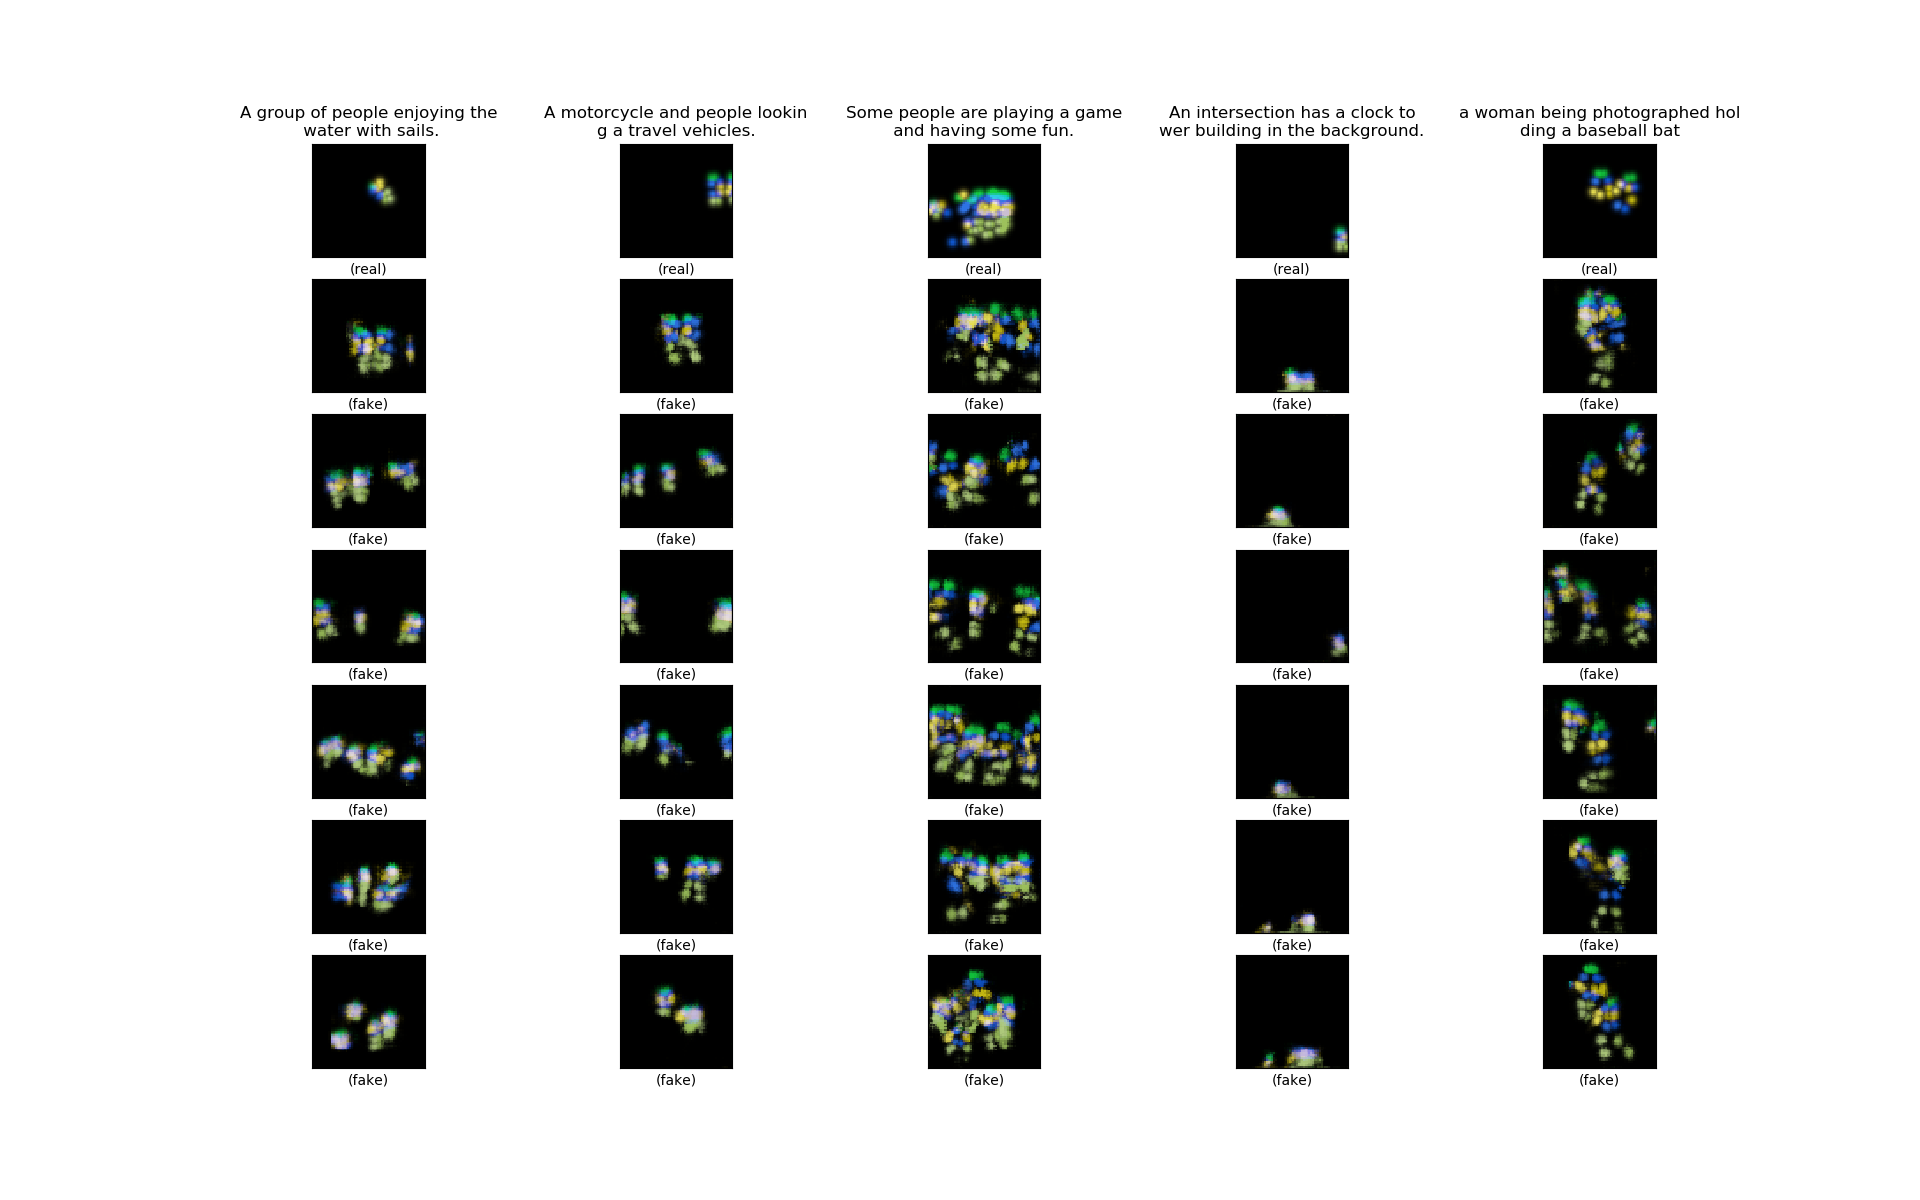 A group of people enjoying the
water with sails.
A motorcycle and people lookin
g a travel vehicles.
Some people are playing a game
and having some fun.
An intersection has a clock to
wer building in the background.
a woman being photographed hol
ding a baseball bat
(real) (real) (real) (real) (real)
(fake) (fake) (fake) (fake) (fake)
(fake) (fake) (fake) (fake) (fake)
(fake) (fake) (fake) (fake) (fake)
(fake) (fake) (fake) (fake) (fake)
(fake) (fake) (fake) (fake) (fake)
(fake) (fake) (fake) (fake) (fake)